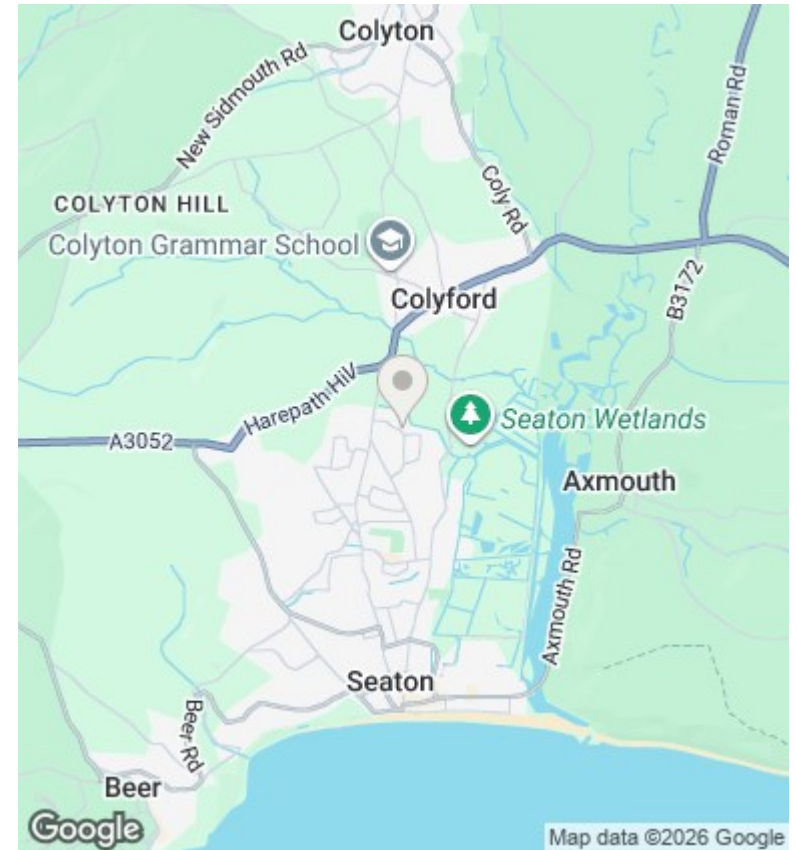 Colyton
New Sidmouth Rd
Roman Rd
Coly Rd
COLYTON HILL
Colyton Grammar School
B3172
Colyford
Harepath Hill
A3052
Seaton Wetlands
Axmouth
Axmouth Rd
Seaton
Beer Rd
Beer
Google
Map data ©2026 Google